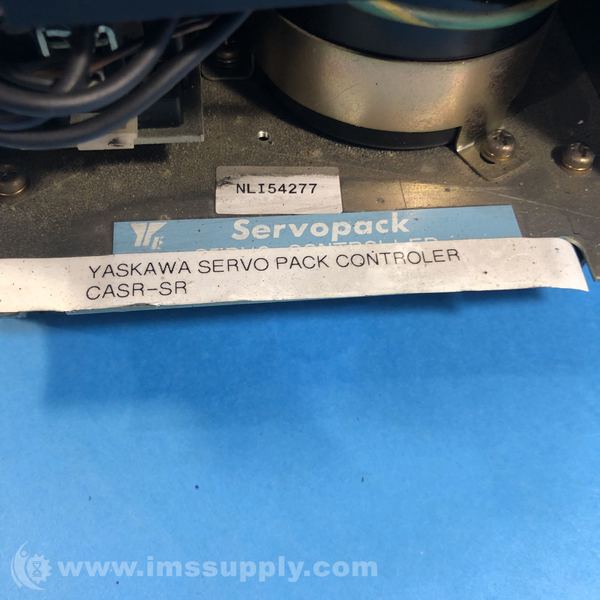 NLI54277
Servopack
YASKAWA SERVO PACK CONTROLER
CASR-SR
www.imssupply.com